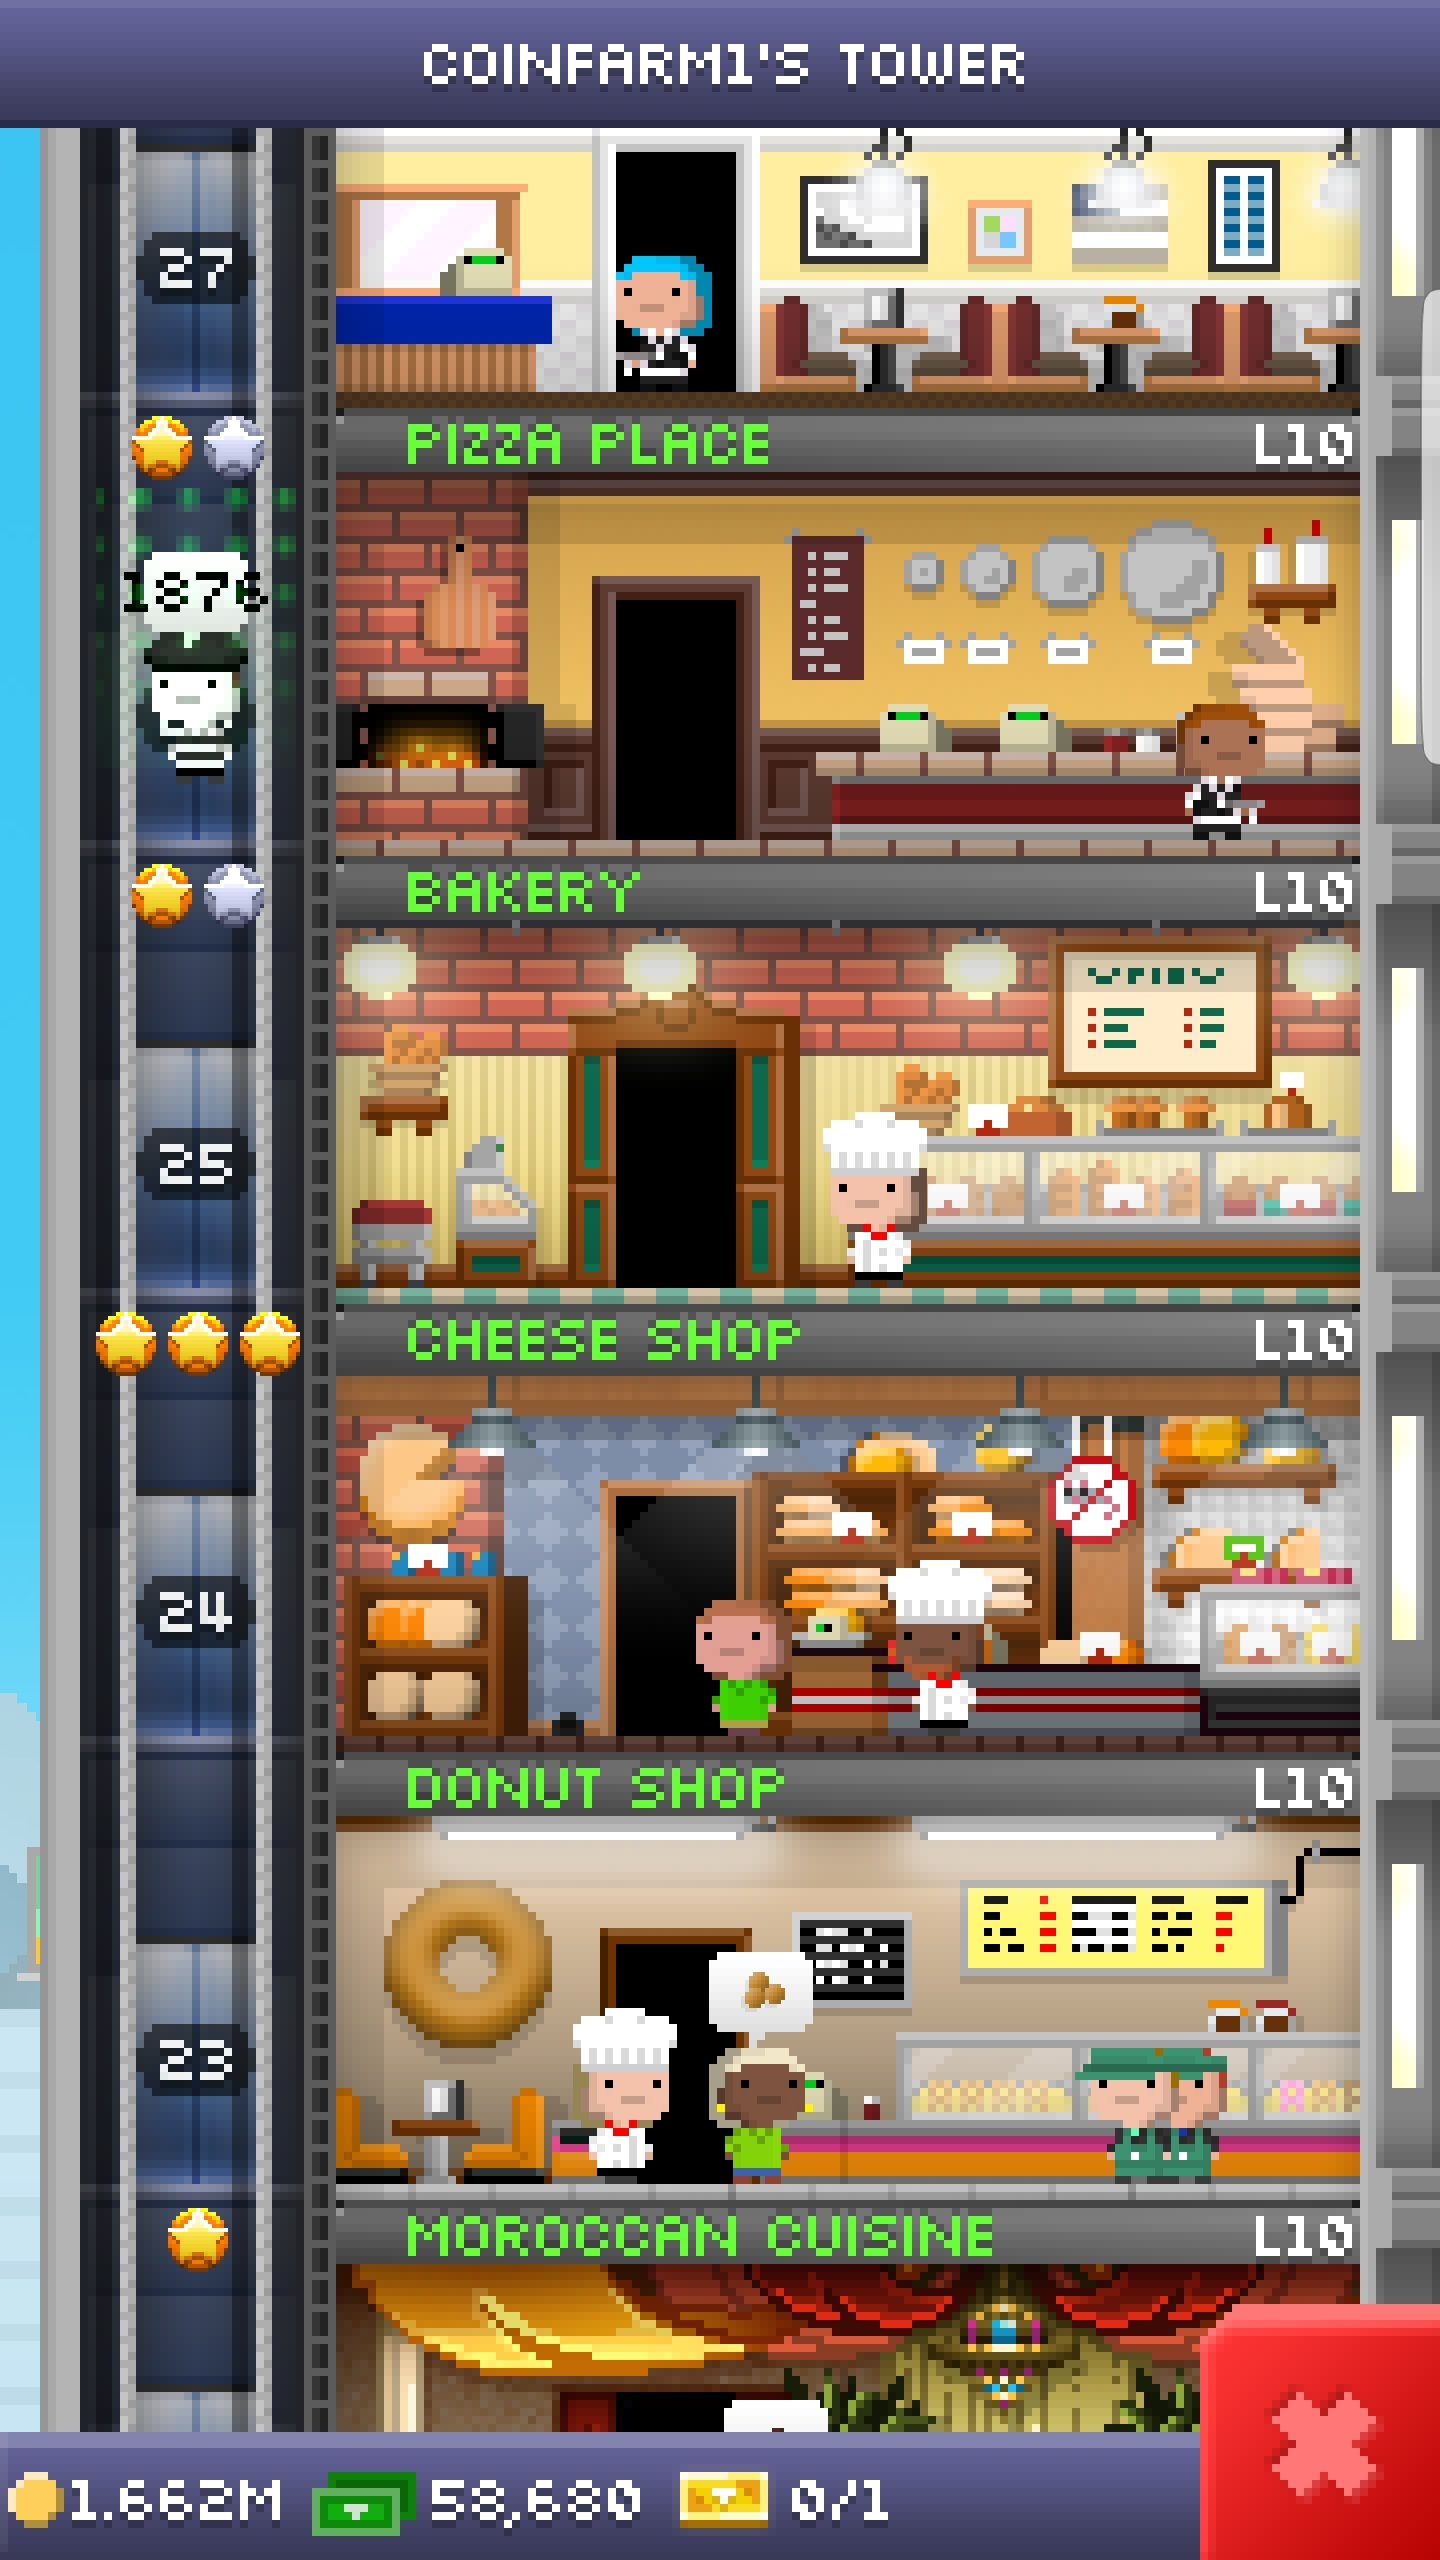 COINFARM1'S TOWER
27
PIZZA PLACE L10
1876
BAKERY L10
25
CHEESE SHOP L10
24
DONUT SHOP L10
23
MOROCCAN CUISINE L10
1.662M 58,680 0/1